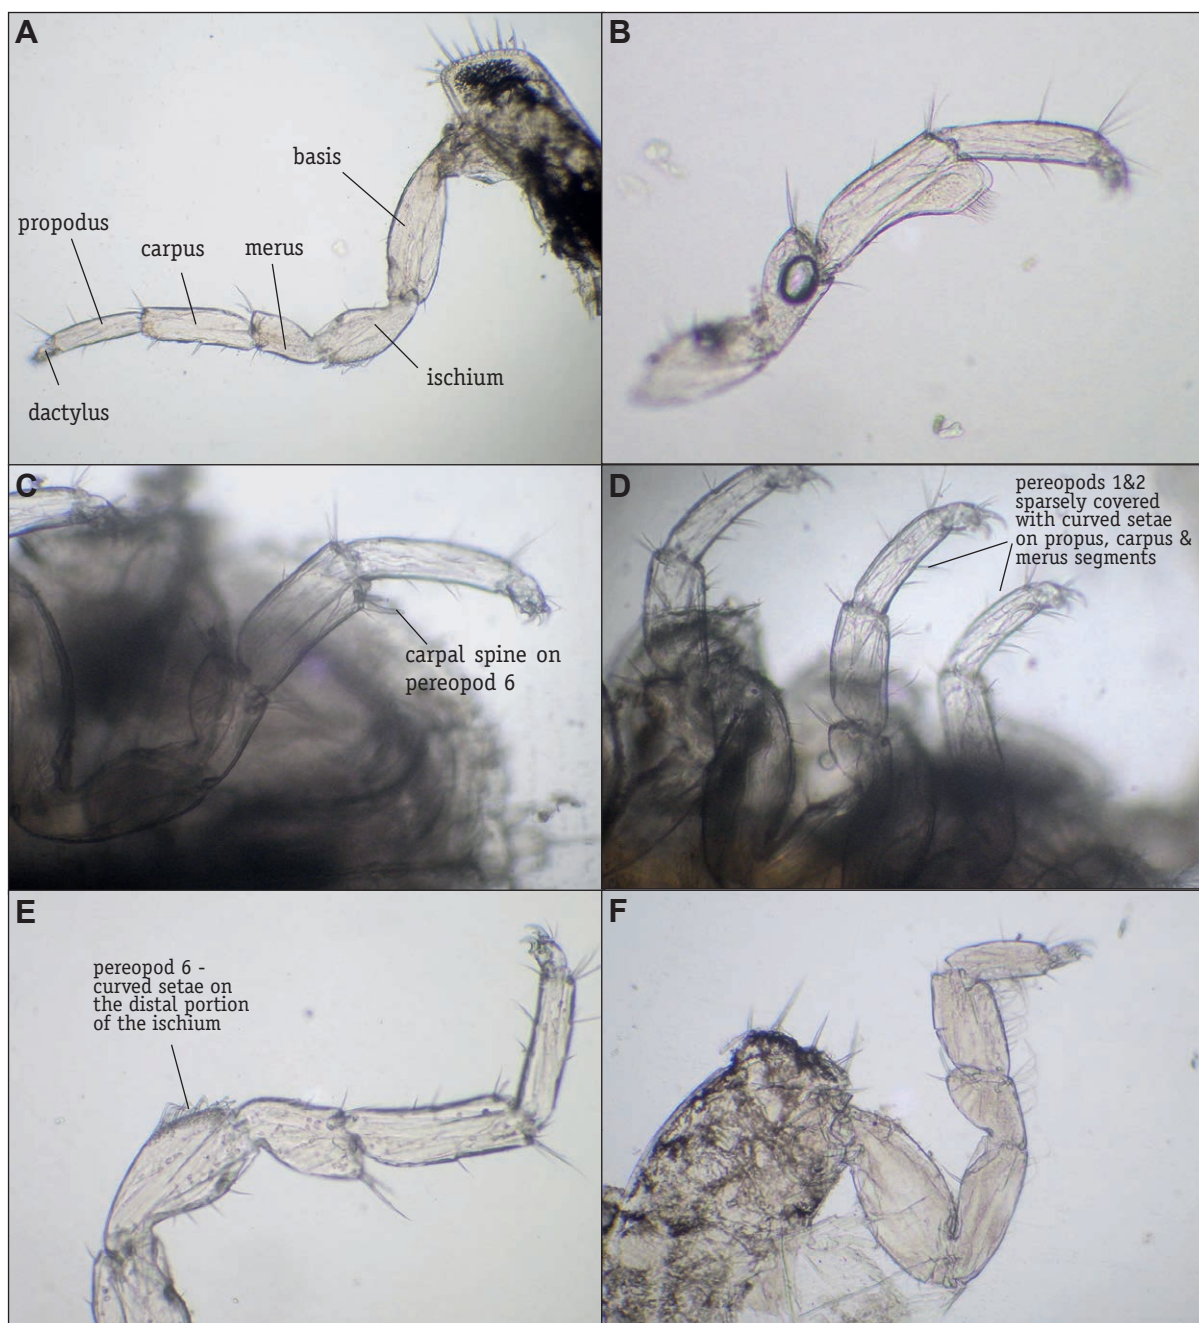 A
basis
propodus
carpus
merus
ischium
dactylus
B
C
carpal spine on
pereopod 6
D
pereopods 1&2
sparsely covered
with curved setae
on propus, carpus &
merus segments
E
pereopod 6 -
curved setae on
the distal portion
of the ischium
F